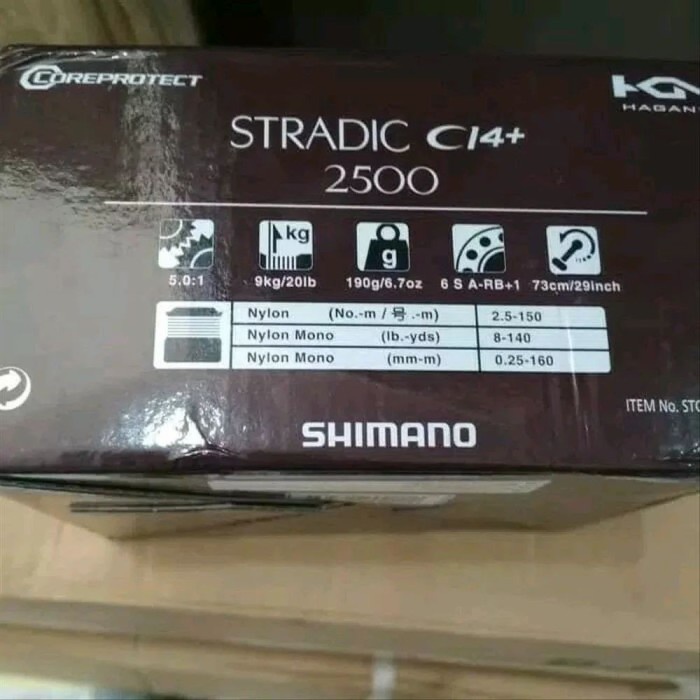 COREPROTECT
HAGAN
STRADIC CI4+
2500
kg
g
5.0:1 9kg/20lb 190g/6.7oz 6 S A-RB+1 73cm/29inch
Nylon (No.-m / 号.-m) 2.5-150
Nylon Mono (lb.-yds) 8-140
Nylon Mono (mm-m) 0.25-160
ITEM No. STC
SHIMANO